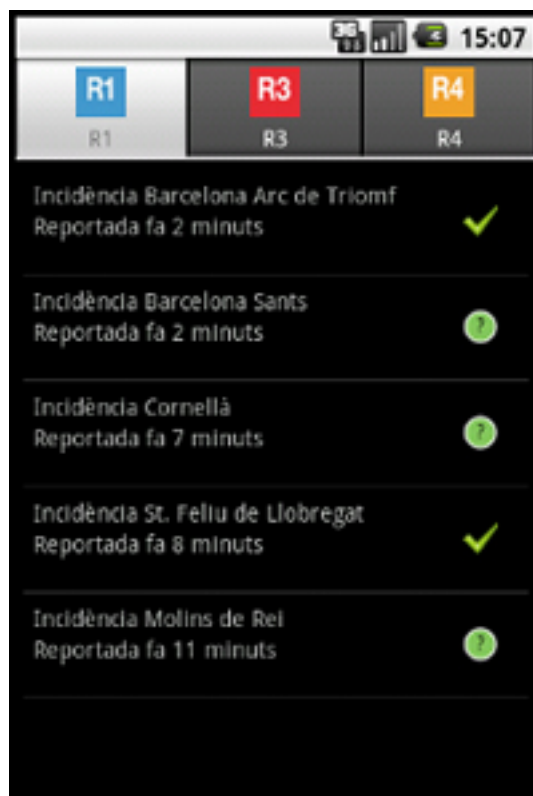 3G 15:07
R1 R3 R4
R1 R3 R4
Incidència Barcelona Arc de Triomf
Reportada fa 2 minuts
Incidència Barcelona Sants
Reportada fa 2 minuts
?
Incidència Cornellà
Reportada fa 7 minuts
?
Incidència St. Feliu de Llobregat
Reportada fa 8 minuts
Incidència Molins de Rei
Reportada fa 11 minuts
?